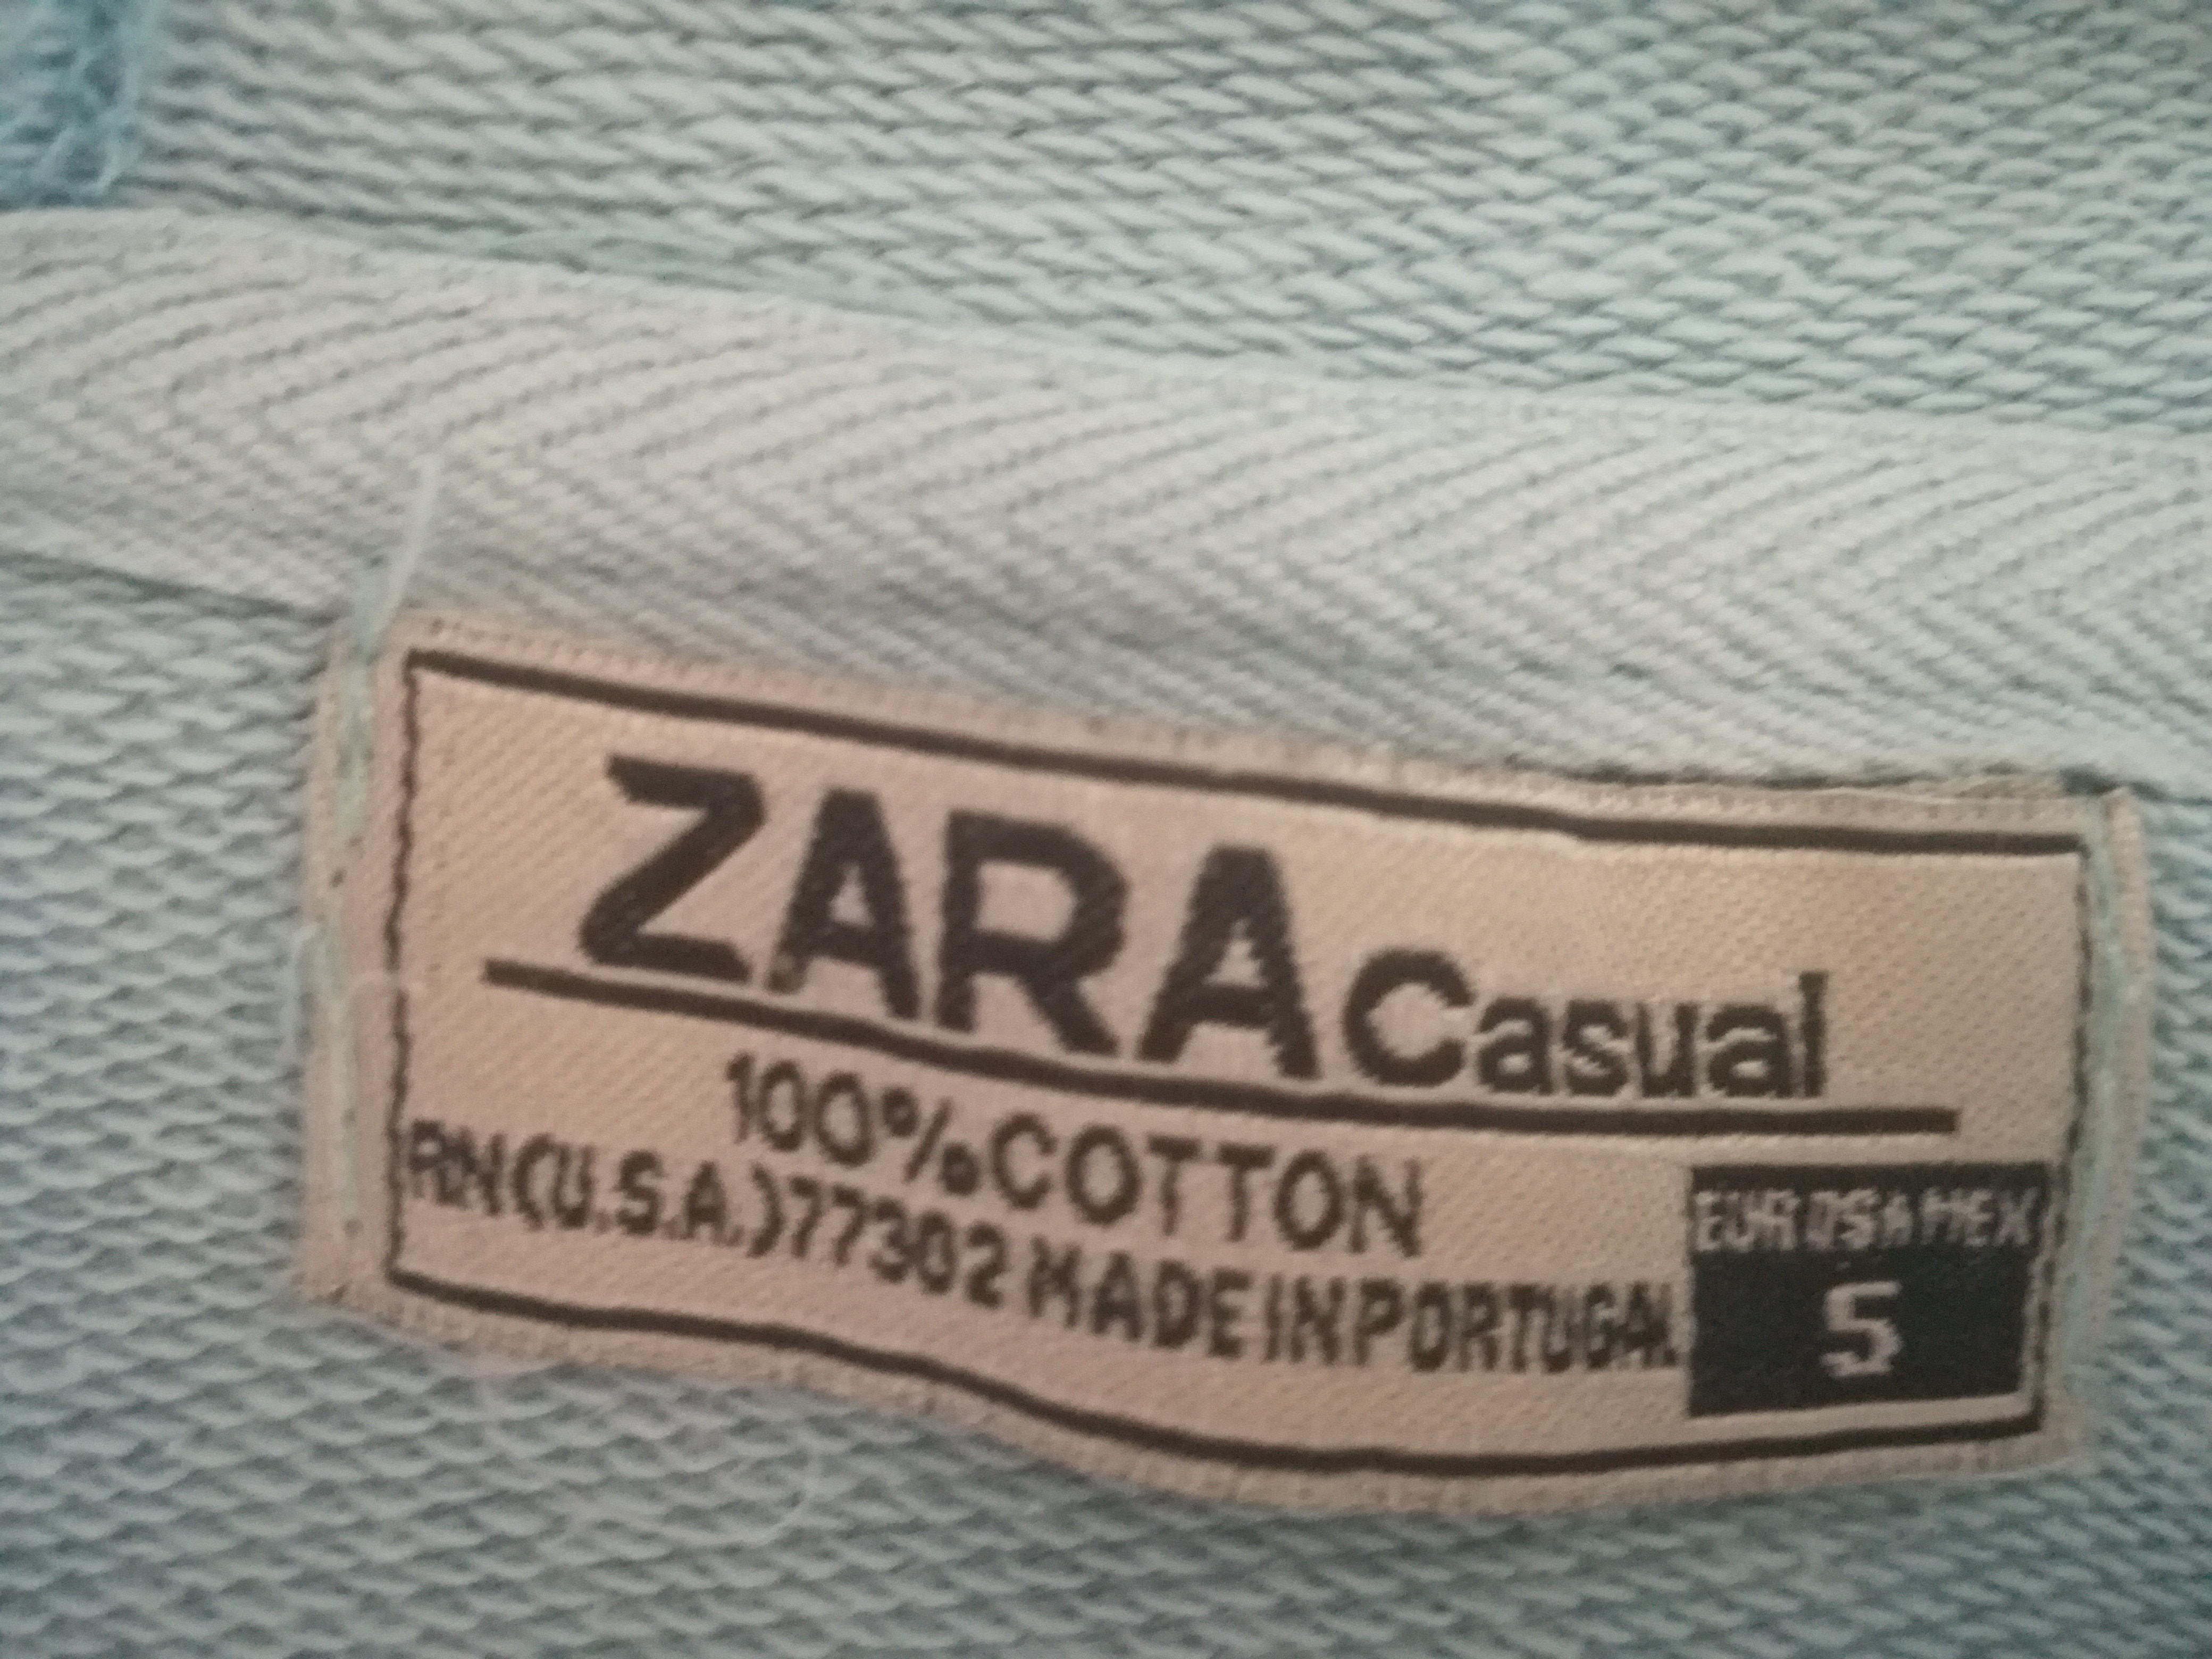 ZARA Casual
100% COTTON
RN(U.S.A.)77302 MADE IN PORTUGAL
EUR USA MEX
S